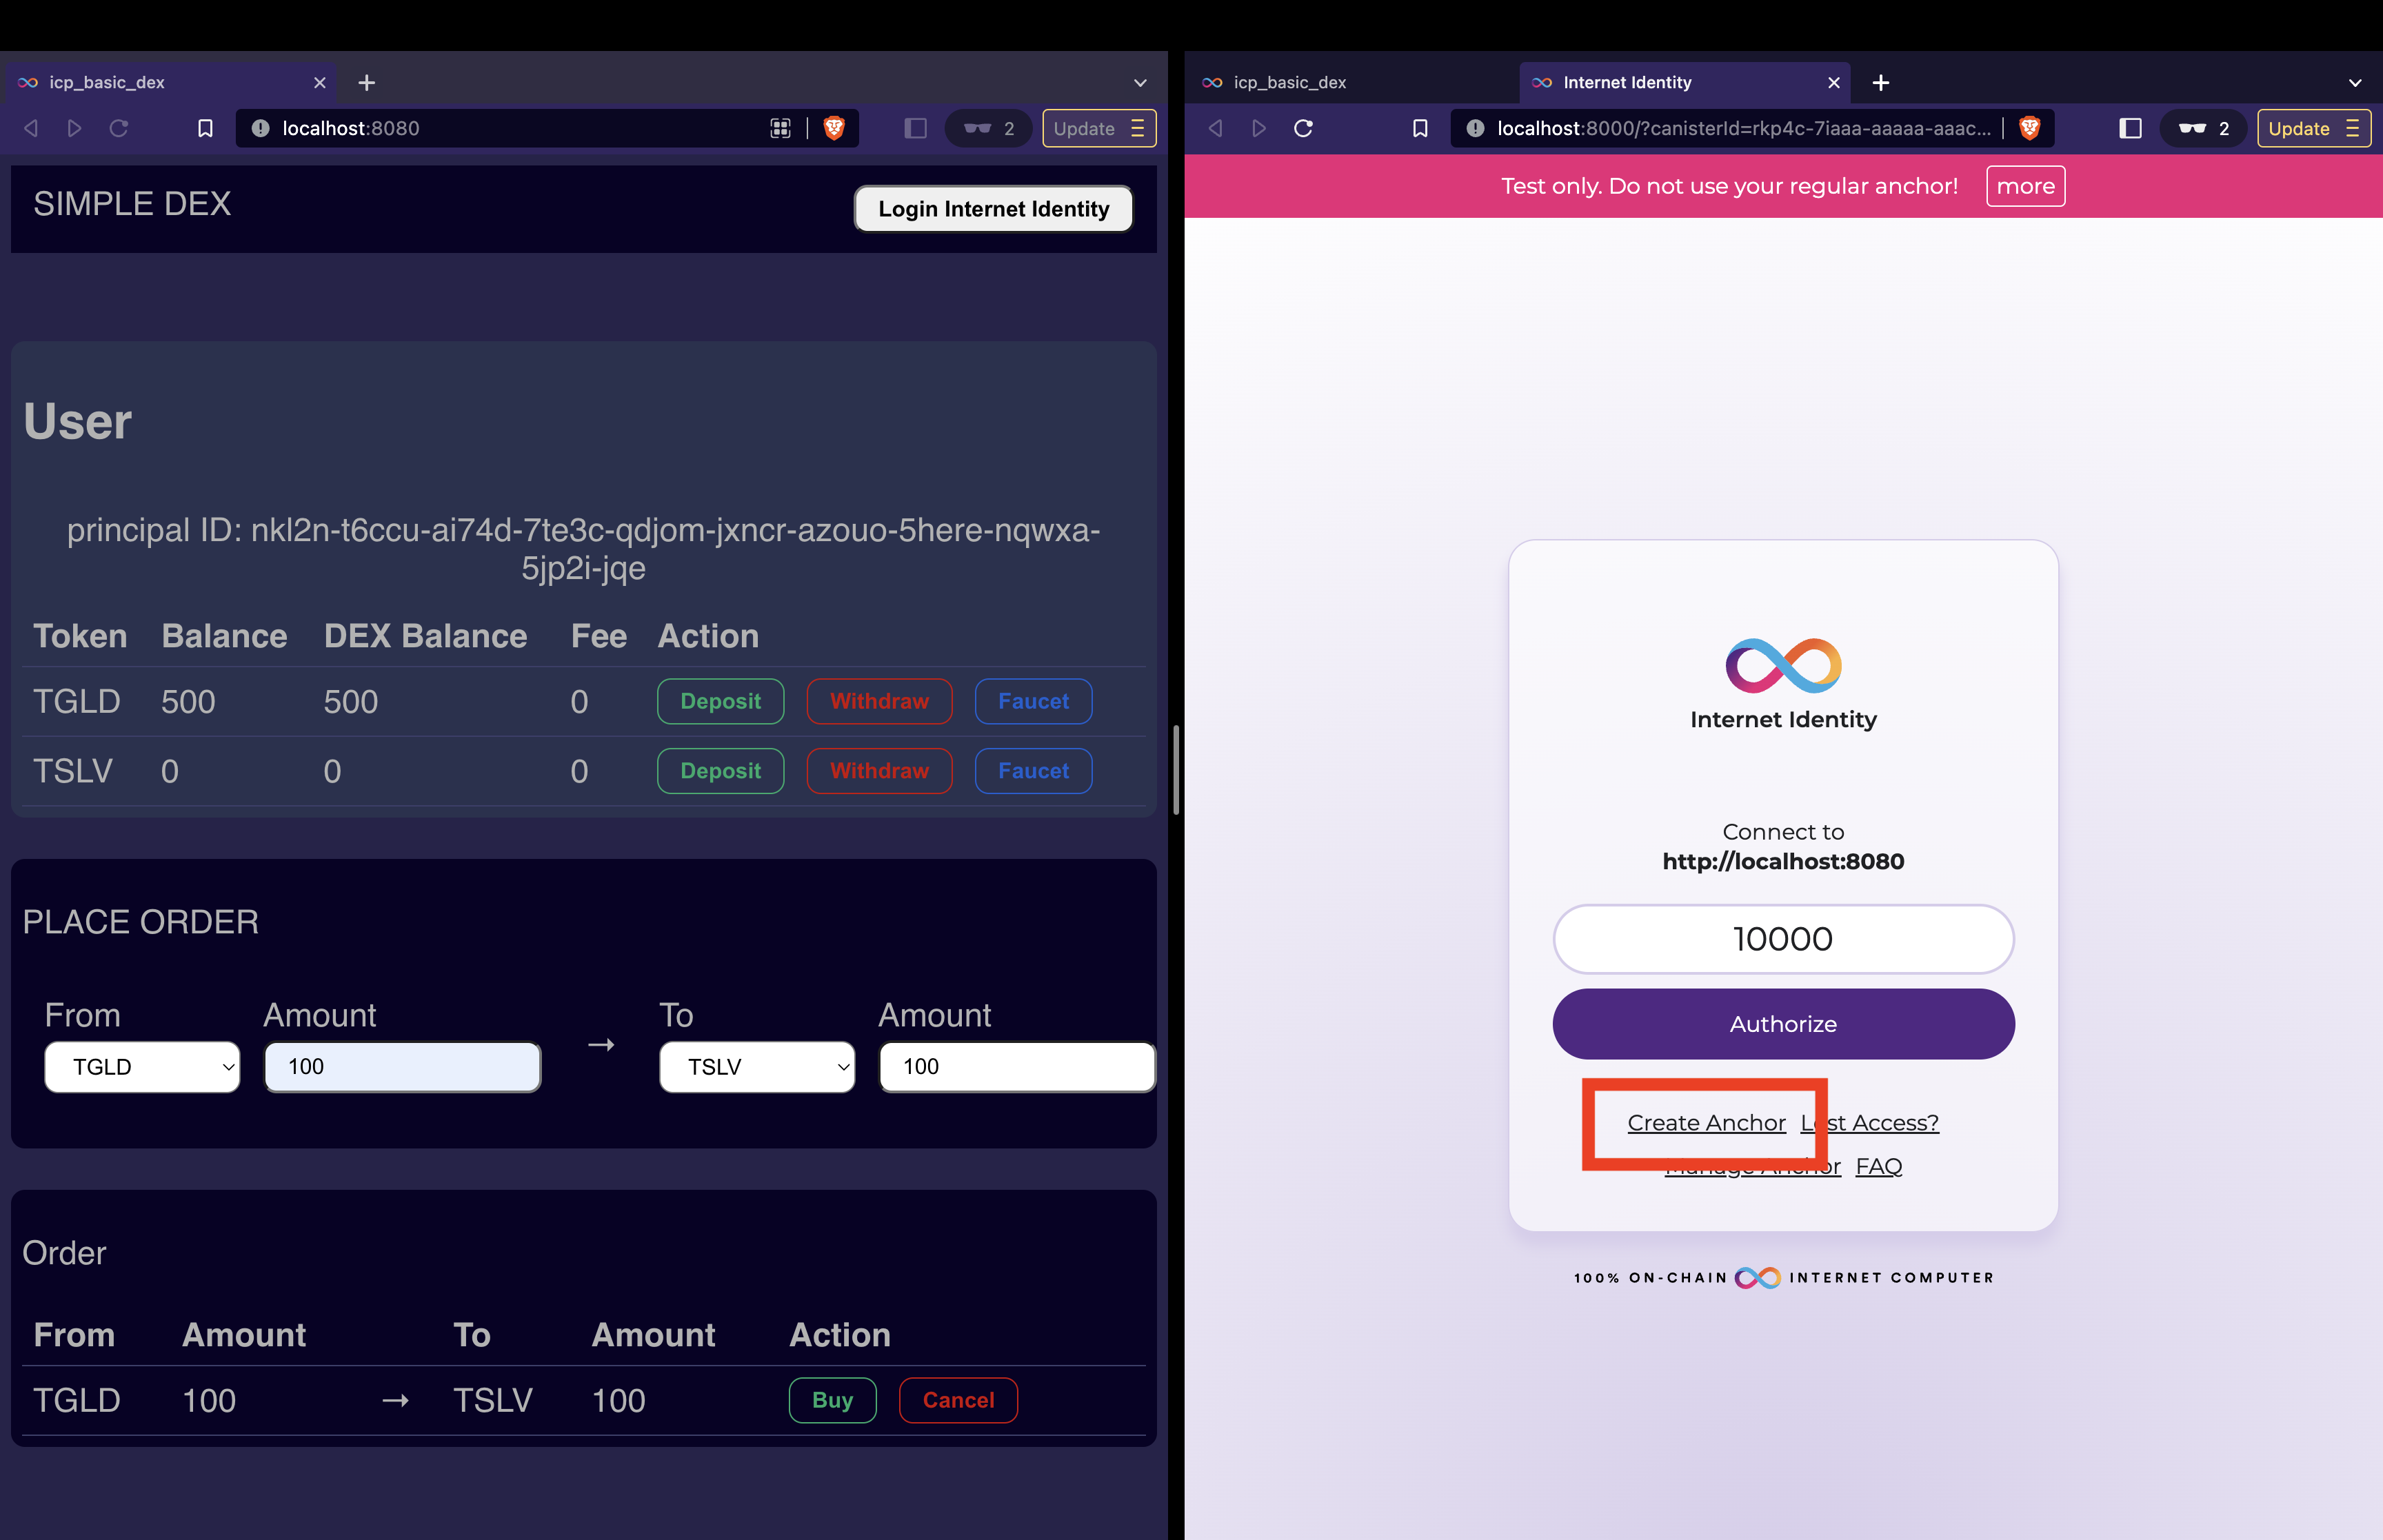 icp_basic_dex
localhost:8080
2
Update
SIMPLE DEX
Login Internet Identity
User
principal ID: nkl2n-t6ccu-ai74d-7te3c-qdjom-jxncr-azouo-5here-nqwxa-
5jp2i-jqe
Token Balance DEX Balance Fee Action
TGLD 500 500 0 Deposit Withdraw Faucet
TSLV 0 0 0 Deposit Withdraw Faucet
PLACE ORDER
From Amount To Amount
TGLD 100 → TSLV 100
Order
From Amount To Amount Action
TGLD 100 → TSLV 100 Buy Cancel
icp_basic_dex Internet Identity
localhost:8000/?canisterId=rkp4c-7iaaa-aaaaa-aaac...
2
Update
Test only. Do not use your regular anchor! more
Internet Identity
Connect to
http://localhost:8080
10000
Authorize
Create Anchor Lost Access?
Manage Anchor FAQ
100% ON-CHAIN INTERNET COMPUTER